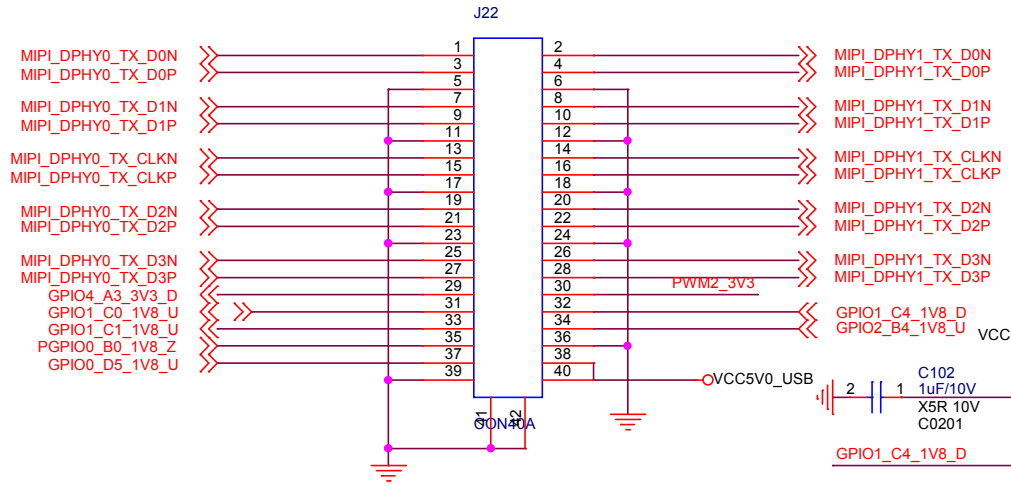 J22
MIPI_DPHY0_TX_D0N 1 2 MIPI_DPHY1_TX_D0N
MIPI_DPHY0_TX_D0P 3 4 MIPI_DPHY1_TX_D0P
5 6
MIPI_DPHY0_TX_D1N 7 8 MIPI_DPHY1_TX_D1N
MIPI_DPHY0_TX_D1P 9 10 MIPI_DPHY1_TX_D1P
11 12
MIPI_DPHY0_TX_CLKN 13 14 MIPI_DPHY1_TX_CLKN
MIPI_DPHY0_TX_CLKP 15 16 MIPI_DPHY1_TX_CLKP
17 18
MIPI_DPHY0_TX_D2N 19 20 MIPI_DPHY1_TX_D2N
MIPI_DPHY0_TX_D2P 21 22 MIPI_DPHY1_TX_D2P
23 24
MIPI_DPHY0_TX_D3N 25 26 MIPI_DPHY1_TX_D3N
MIPI_DPHY0_TX_D3P 27 28 MIPI_DPHY1_TX_D3P
GPIO4_A3_3V3_D 29 30 PWM2_3V3
GPIO1_C0_1V8_U 31 32 GPIO1_C4_1V8_D
GPIO1_C1_1V8_U 33 34 GPIO2_B4_1V8_U
PGPIO0_B0_1V8_Z 35 36 VCC
GPIO0_D5_1V8_U 37 38
39 40 VCC5V0_USB
C102
2 1 1uF/10V
X5R 10V
C0201
41 42
CON40A
GPIO1_C4_1V8_D